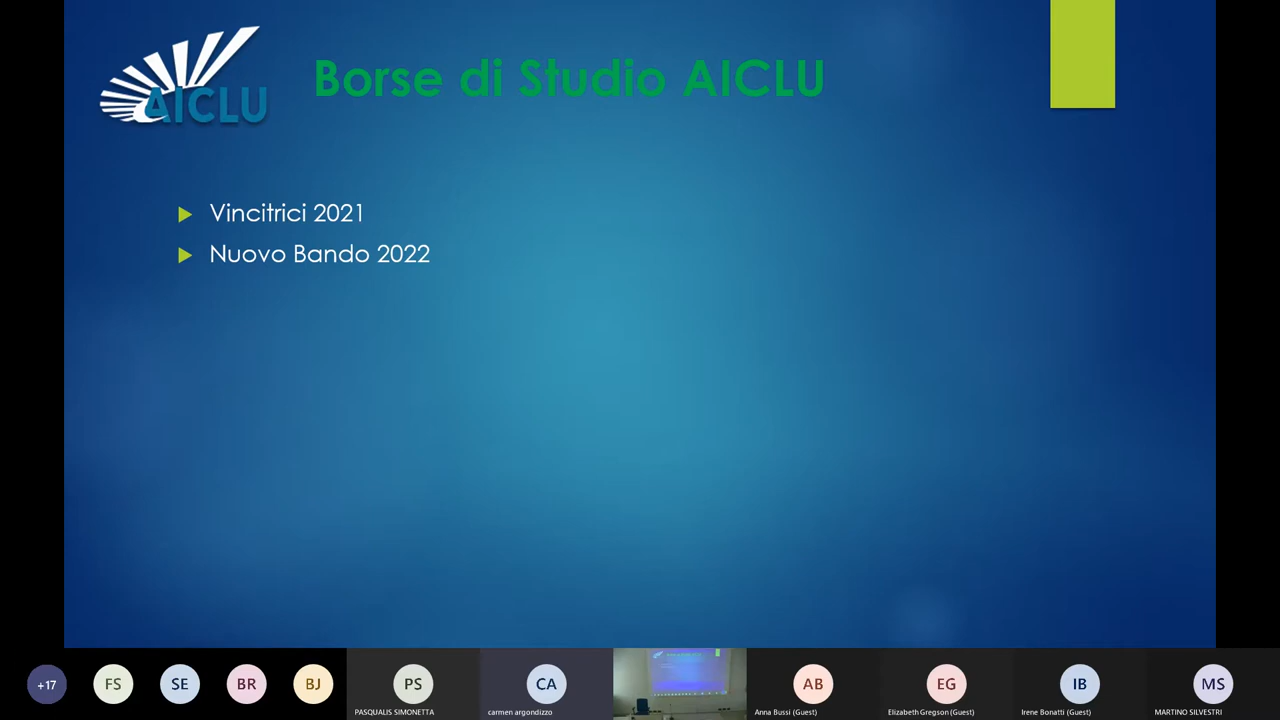 AICLU
Borse di Studio AICLU
Vincitrici 2021
Nuovo Bando 2022
+17
FS
SE
BR
BJ
PS
PASQUALIS SIMONETTA
CA
carmen argondizzo
AB
Anna Bussi (Guest)
EG
Elizabeth Gregson (Guest)
IB
Irene Bonatti (Guest)
MS
MARTINO SILVESTRI